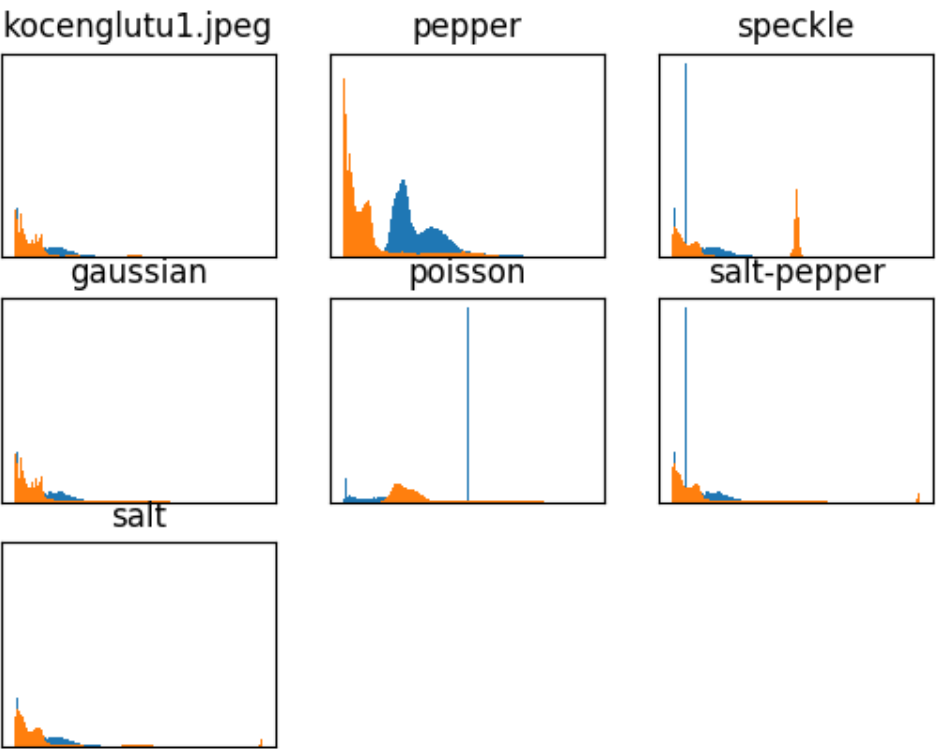 kocenglutu1.jpeg
pepper
speckle
gaussian
poisson
salt-pepper
salt